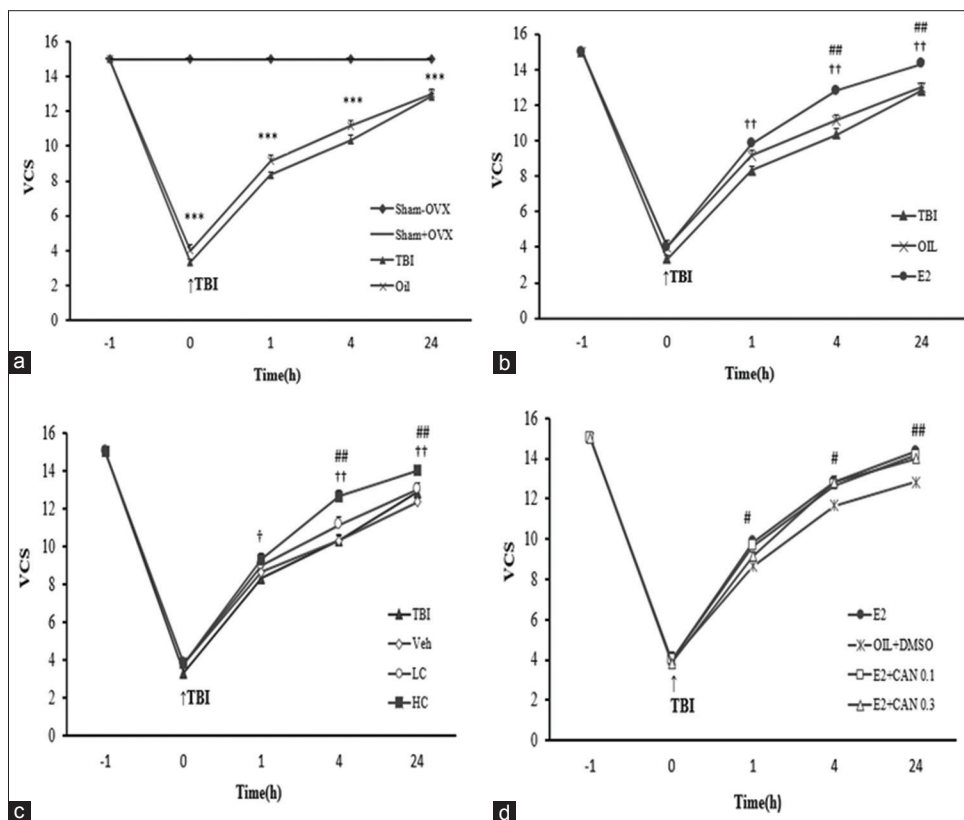 16
14
12
10
8
6
4
2
0
VCS
***
***
***
***
***
↑TBI
Sham-OVX
Sham+OVX
TBI
Oil
-1 0 1 4 24
Time(h)
a
16
14
12
10
8
6
4
2
0
VCS
##
††
##
††
††
↑TBI
TBI
OIL
E2
-1 0 1 4 24
Time(h)
b
16
14
12
10
8
6
4
2
0
VCS
##
††
##
††
†
↑TBI
TBI
Veh
LC
HC
-1 0 1 4 24
Time(h)
c
16
14
12
10
8
6
4
2
0
VCS
##
#
#
↑
TBI
E2
OIL+DMSO
E2+CAN 0.1
E2+CAN 0.3
-1 0 1 4 24
Time(h)
d